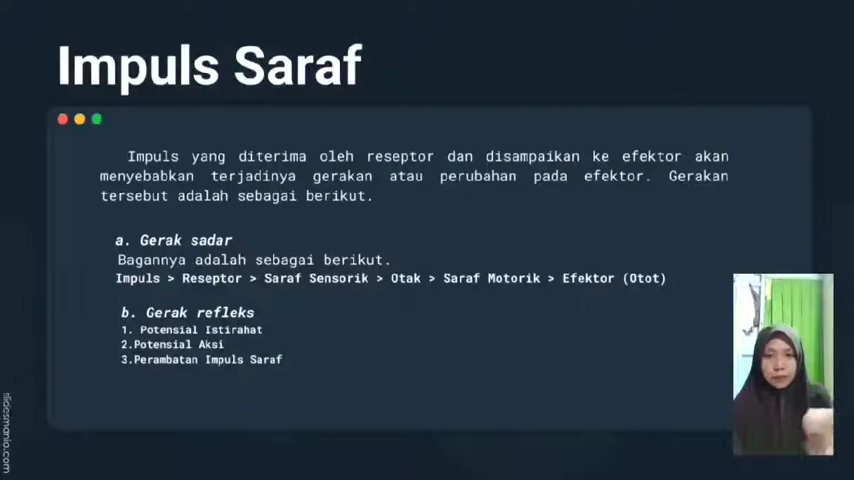 Impuls Saraf
Impuls yang diterima oleh reseptor dan disampaikan ke efektor akan
menyebabkan terjadinya gerakan atau perubahan pada efektor. Gerakan
tersebut adalah sebagai berikut.
a. Gerak sadar
Bagannya adalah sebagai berikut.
Impuls > Reseptor > Saraf Sensorik > Otak > Saraf Motorik > Efektor (Otot)
b. Gerak refleks
1. Potensial Istirahat
2.Potensial Aksi
3.Perambatan Impuls Saraf
slidesmania.com